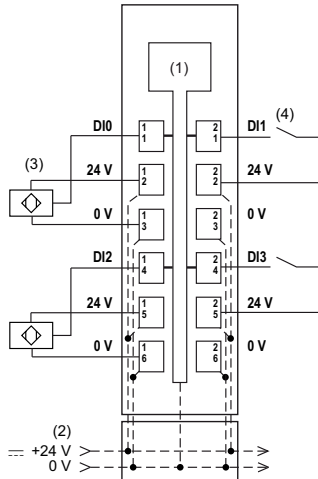 (1)
DI0 1 1 2 1 DI1 (4)
(3) 24 V 1 2 2 2 24 V
0 V 1 3 2 3 0 V
DI2 1 4 2 4 DI3
24 V 1 5 2 5 24 V
0 V 1 6 2 6 0 V
(2)
+24 V
0 V